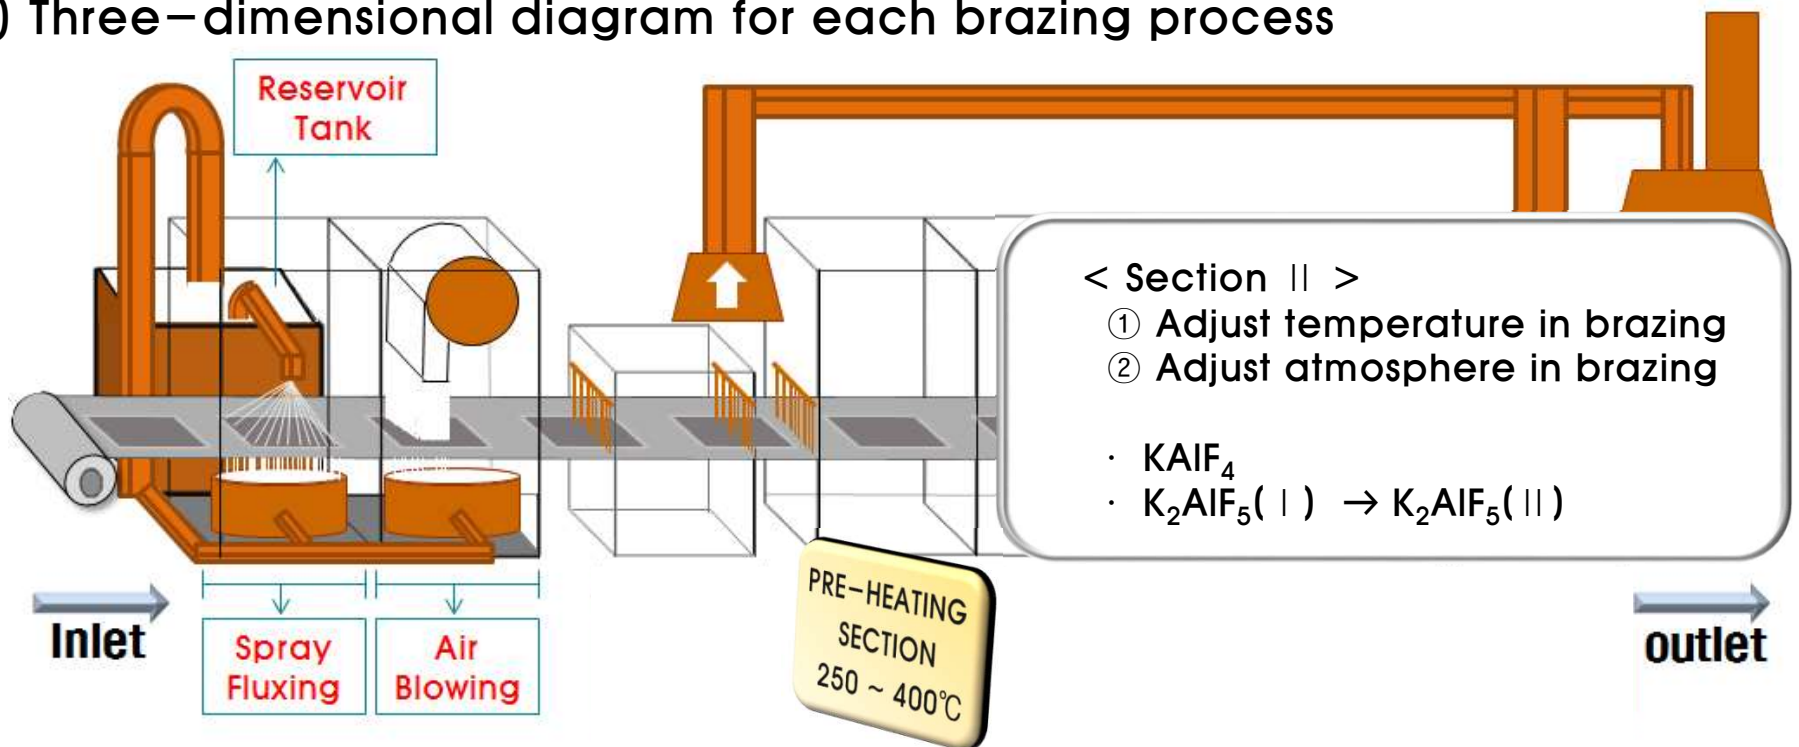 ) Three-dimensional diagram for each brazing process
Reservoir
Tank
< Section Ⅱ >
① Adjust temperature in brazing
② Adjust atmosphere in brazing
· KAlF₄
· K₂AlF₅(Ⅰ) → K₂AlF₅(Ⅱ)
PRE-HEATING
SECTION
250 ~ 400℃
Inlet
Spray
Fluxing
Air
Blowing
outlet